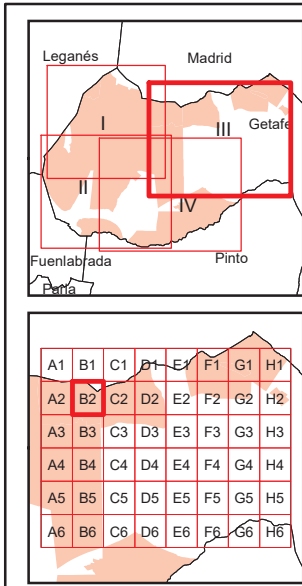 Leganés Madrid
I
III
Getafe
II
IV
Fuenlabrada Pinto
Parla
A1 B1 C1 D1 E1 F1 G1 H1
A2 B2 C2 D2 E2 F2 G2 H2
A3 B3 C3 D3 E3 F3 G3 H3
A4 B4 C4 D4 E4 F4 G4 H4
A5 B5 C5 D5 E5 F5 G5 H5
A6 B6 C6 D6 E6 F6 G6 H6